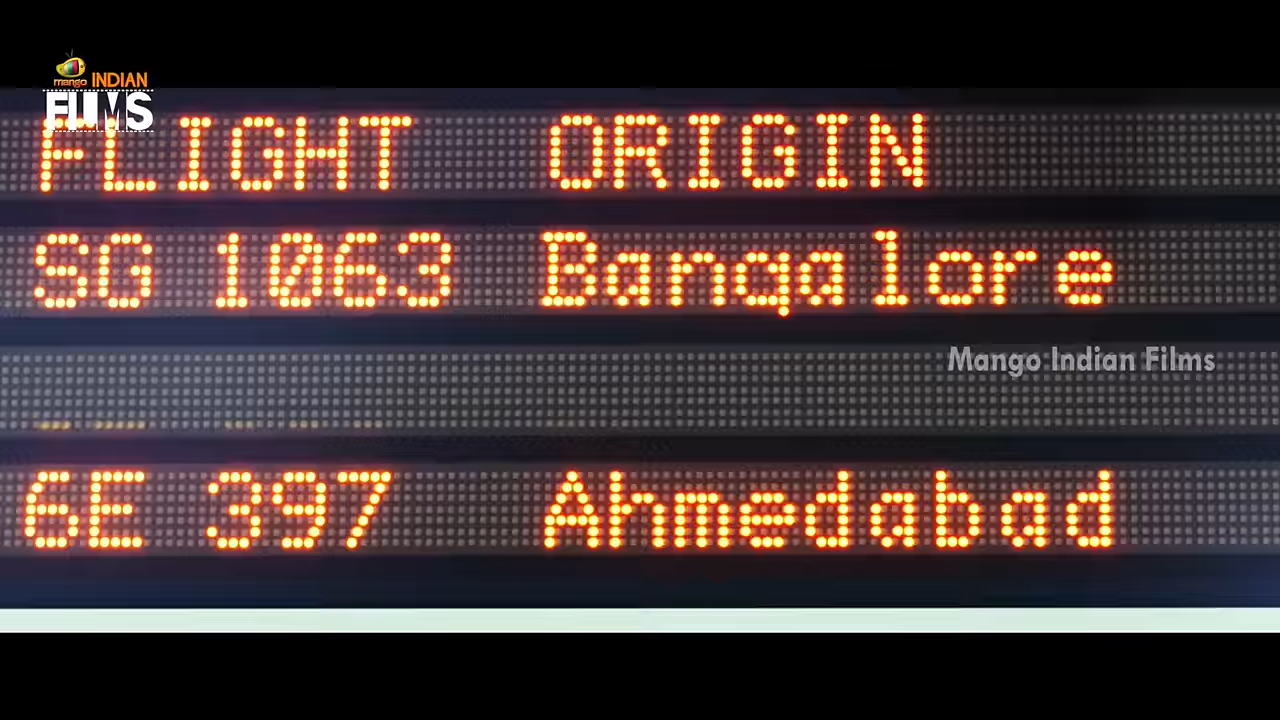 mango INDIAN
FILMS
FLIGHT ORIGIN
SG 1063 Bangalore
Mango Indian Films
6E 397 Ahmedabad